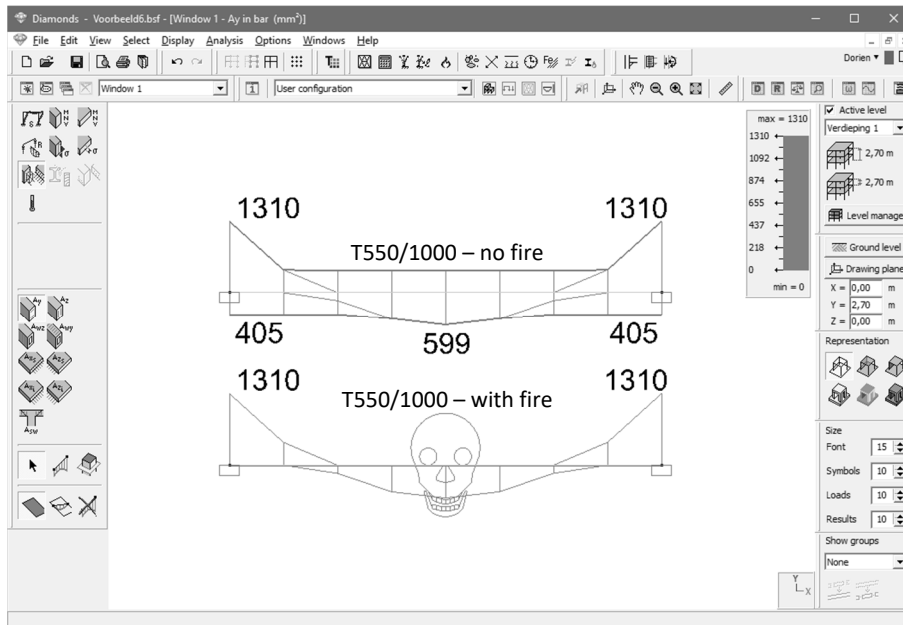 Diamonds - Voorbeeld6.bsf - [Window 1 - Ay in bar (mm²)]
File Edit View Select Display Analysis Options Windows Help
Dorien
Window 1
1
User configuration
Active level
Verdieping 1
2,70 m
2,70 m
Level manage
Ground level
Drawing plane
X = 0,00 m
Y = 2,70 m
Z = 0,00 m
Representation
Size
Font 15
Symbols 10
Loads 10
Results 10
Show groups
None
max = 1310
1310
1092
874
655
437
218
0
min = 0
1310
1310
T550/1000 – no fire
405
599
405
1310
1310
T550/1000 – with fire
Y
X